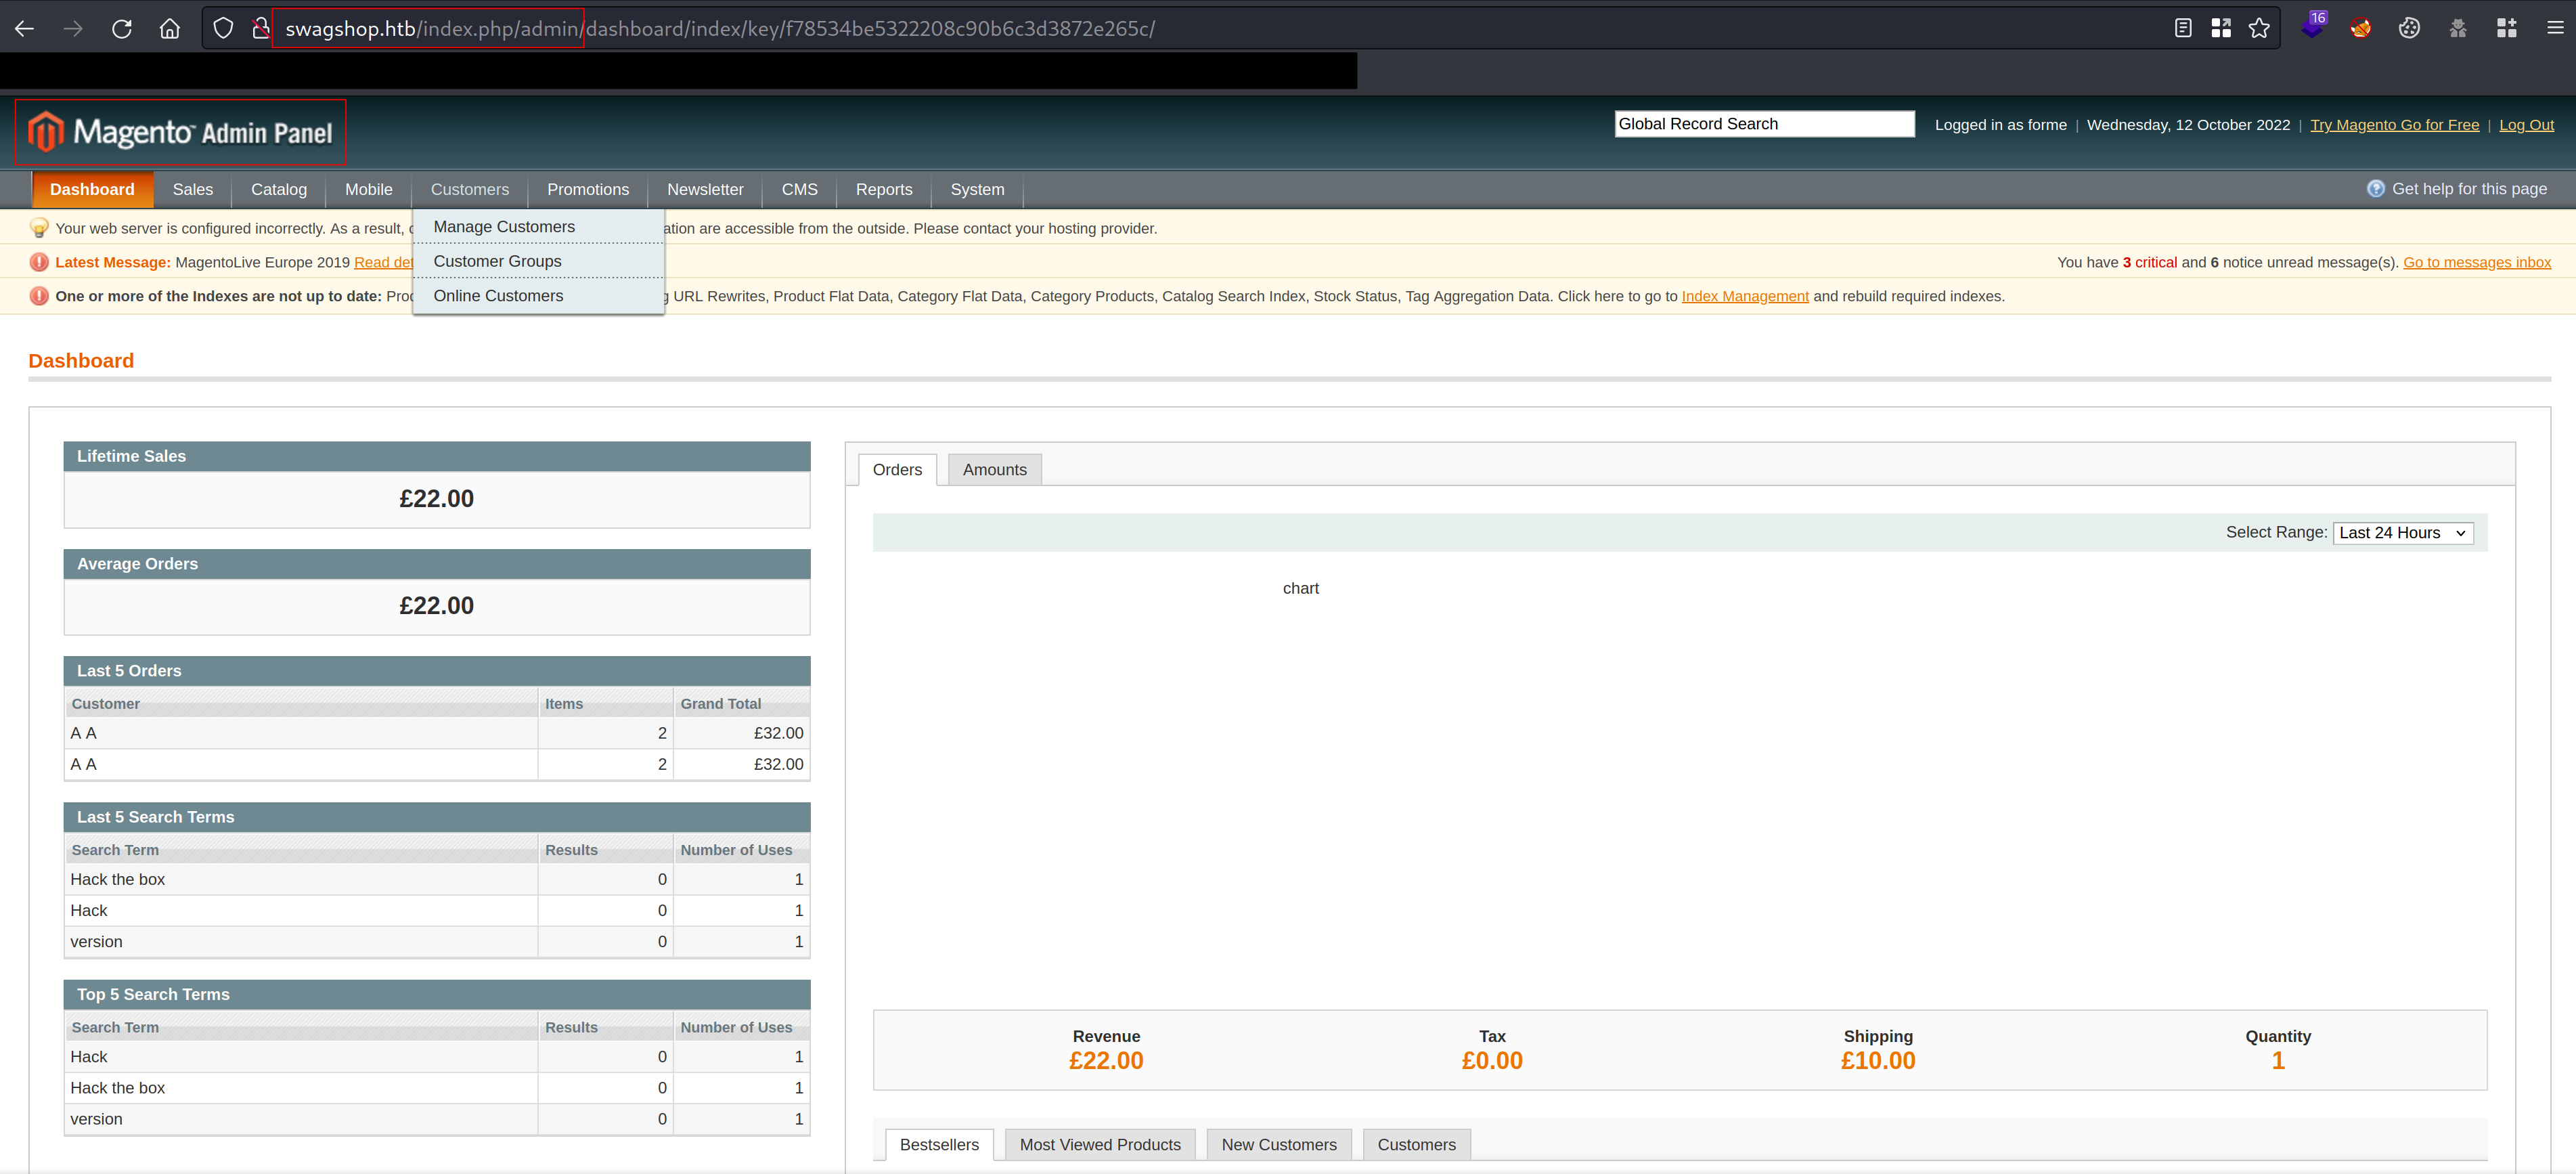 swagshop.htb/index.php/admin/dashboard/index/key/f78534be5322208c90b6c3d3872e265c/
16
Magento™ Admin Panel
Global Record Search
Logged in as forme | Wednesday, 12 October 2022 | Try Magento Go for Free | Log Out
Dashboard Sales Catalog Mobile Customers Promotions Newsletter CMS Reports System
Get help for this page
Manage Customers
Customer Groups
Online Customers
Your web server is configured incorrectly. As a result, ation are accessible from the outside. Please contact your hosting provider.
Latest Message: MagentoLive Europe 2019 Read det
You have 3 critical and 6 notice unread message(s). Go to messages inbox
One or more of the Indexes are not up to date: Proc g URL Rewrites, Product Flat Data, Category Flat Data, Category Products, Catalog Search Index, Stock Status, Tag Aggregation Data. Click here to go to Index Management and rebuild required indexes.
Dashboard
Lifetime Sales
£22.00
Average Orders
£22.00
Last 5 Orders
Customer Items Grand Total
A A 2 £32.00
A A 2 £32.00
Last 5 Search Terms
Search Term Results Number of Uses
Hack the box 0 1
Hack 0 1
version 0 1
Top 5 Search Terms
Search Term Results Number of Uses
Hack 0 1
Hack the box 0 1
version 0 1
Orders Amounts
Select Range: Last 24 Hours
chart
Revenue Tax Shipping Quantity
£22.00 £0.00 £10.00 1
Bestsellers Most Viewed Products New Customers Customers